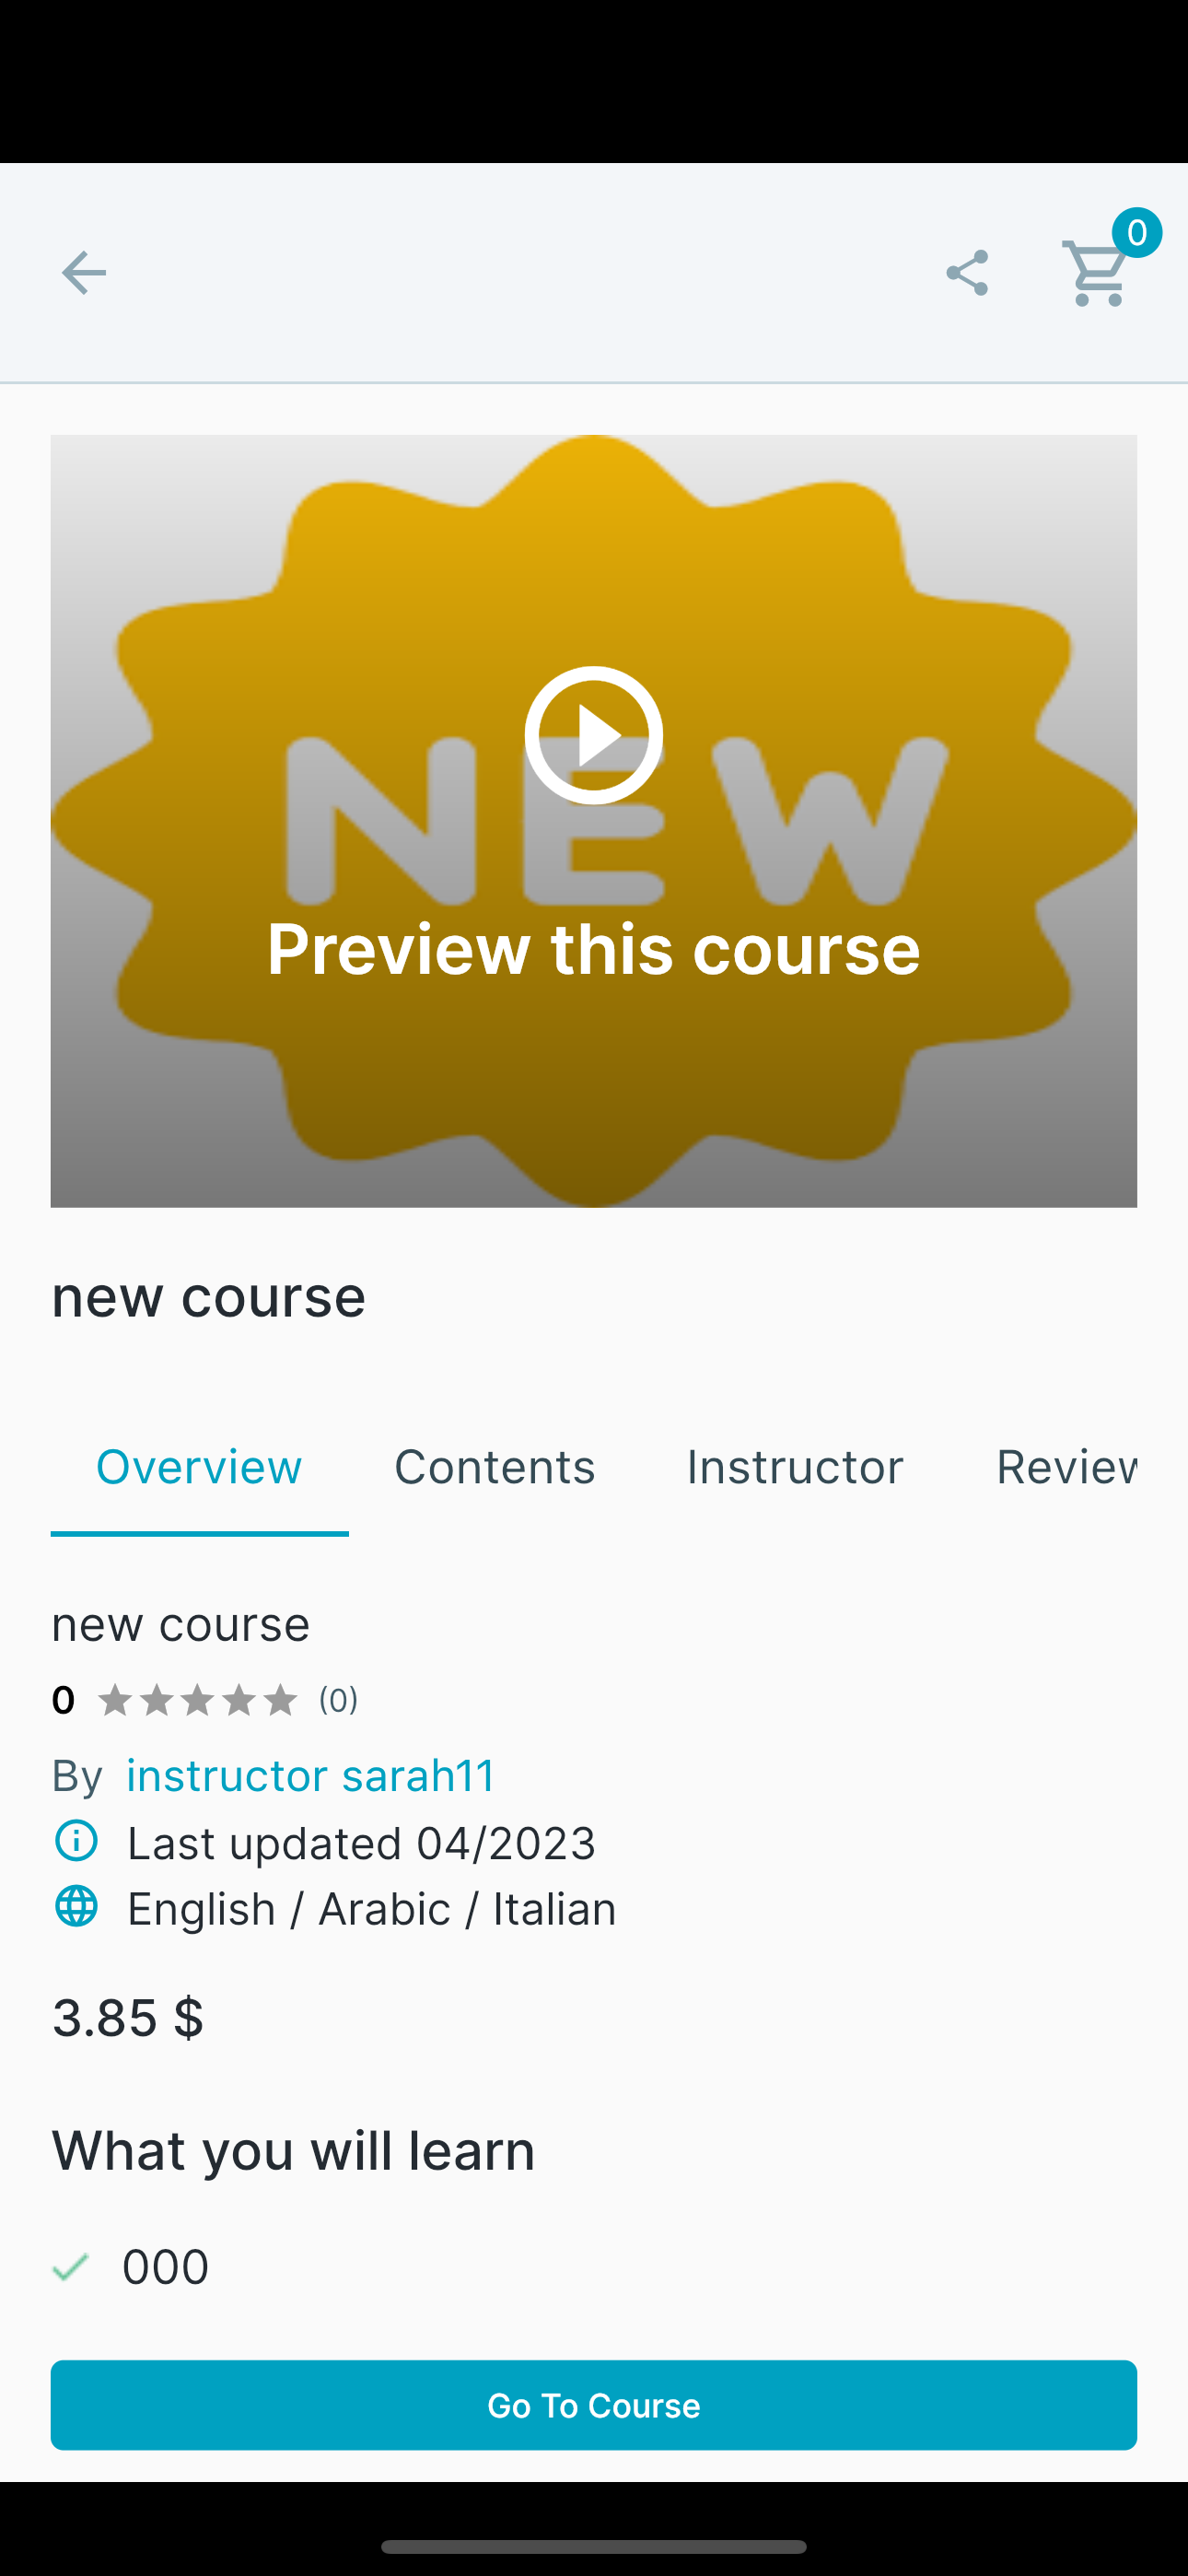 0
NEW
Preview this course
new course
Overview Contents Instructor Review
new course
0 (0)
By instructor sarah11
Last updated 04/2023
English / Arabic / Italian
3.85 $
What you will learn
000
Go To Course